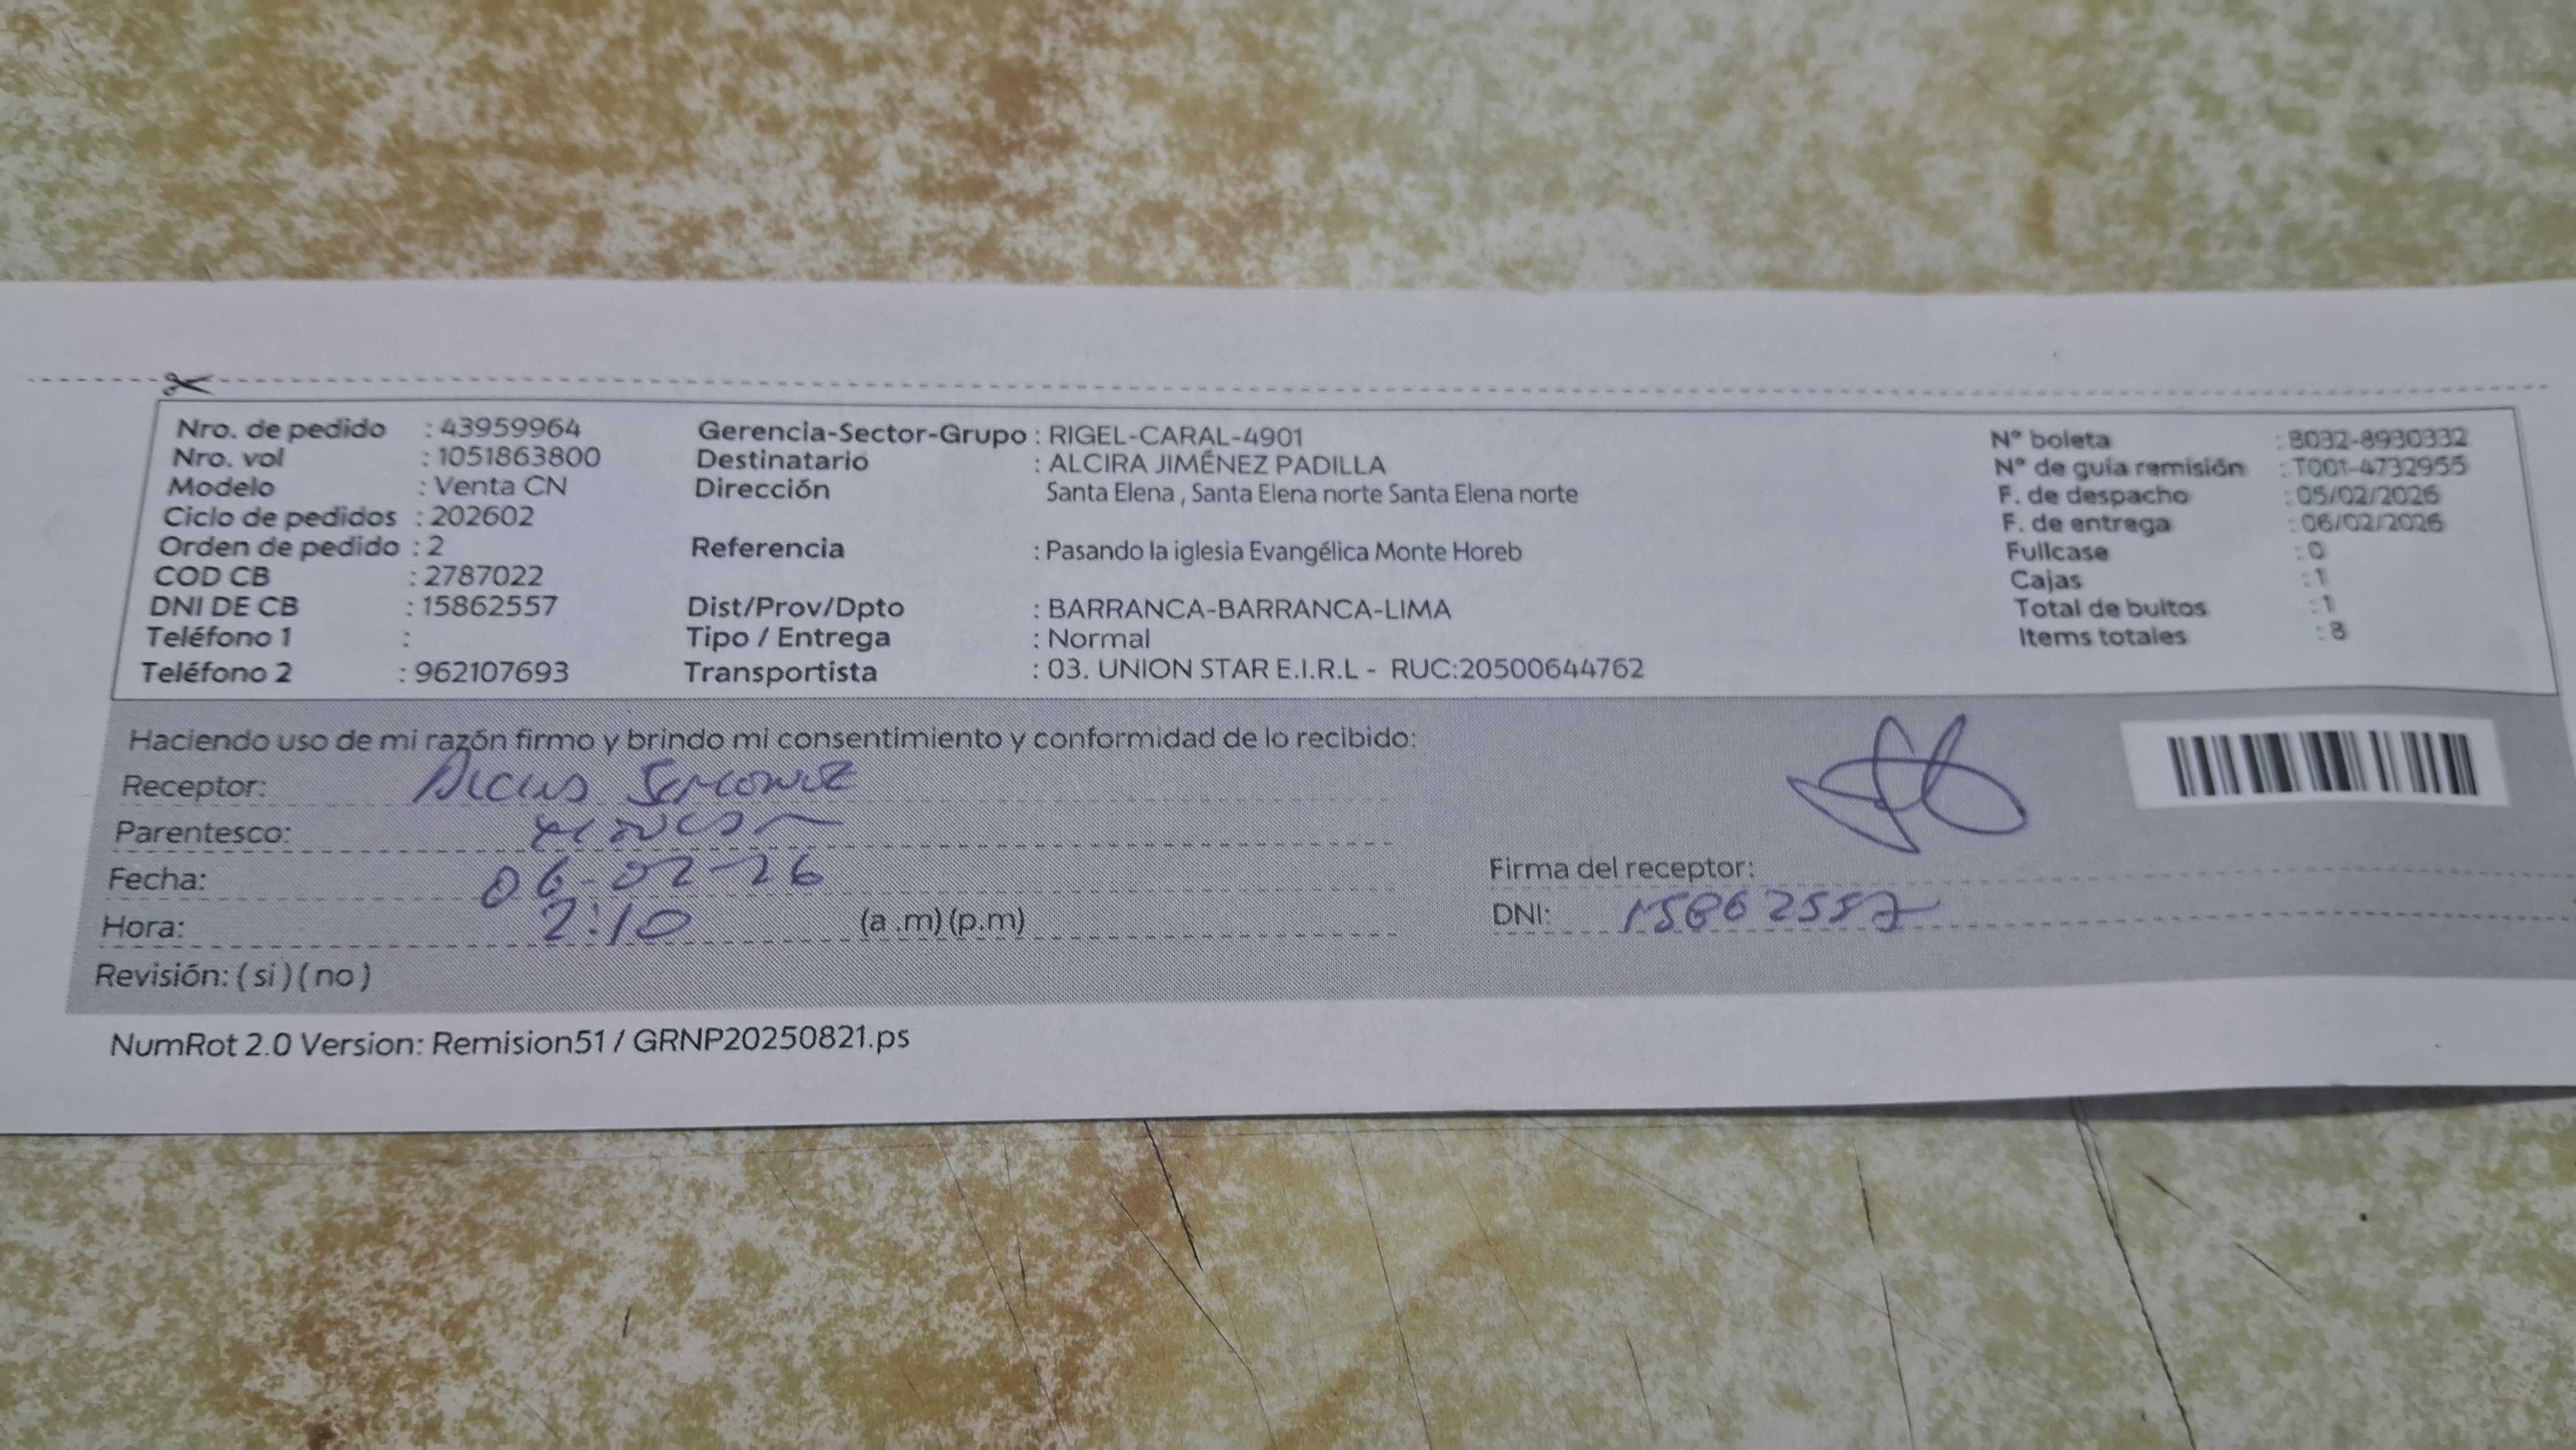 Nro. de pedido : 43959964 Gerencia-Sector-Grupo : RIGEL-CARAL-4901 N° boleta : B032-8930332
Nro. vol : 1051863800 Destinatario : ALCIRA JIMÉNEZ PADILLA N° de guía remisión : T001-4732955
Modelo : Venta CN Dirección Santa Elena , Santa Elena norte Santa Elena norte F. de despacho : 05/02/2026
Ciclo de pedidos : 202602 F. de entrega : 06/02/2026
Orden de pedido : 2 Referencia : Pasando la iglesia Evangélica Monte Horeb Fullcase : 0
COD CB : 2787022 Cajas : 1
DNI DE CB : 15862557 Dist/Prov/Dpto : BARRANCA-BARRANCA-LIMA Total de bultos : 1
Teléfono 1 : Tipo / Entrega : Normal Items totales : 8
Teléfono 2 : 962107693 Transportista : 03. UNION STAR E.I.R.L - RUC:20500644762
Haciendo uso de mi razón firmo y brindo mi consentimiento y conformidad de lo recibido:
Receptor:
Parentesco:
Fecha: 06-02-26 Firma del receptor:
Hora: 2:10 (a .m) (p.m) DNI: 15862557
Revisión: ( si ) ( no )
NumRot 2.0 Version: Remision51 / GRNP20250821.ps